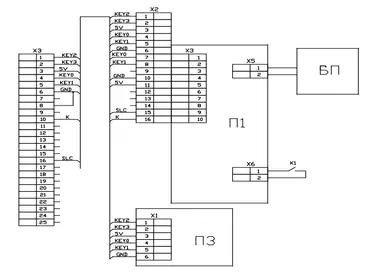 X2
KEY2 1
KEY3 2
5V 3
KEY0 4
KEY1 5
GND 6
KEY0 7
KEY1 8
9
GND 10
5V 11
12
13
14
SLC 15
K 16
X3
1
2
3
4
5
6
7
8
9
10
X3
1 KEY2
2 KEY3
3 5V
4 KEY0
5 KEY1
6 GND
7
8
9
10 K
11
12
13
14
15
16 SLC
17
18
19
20
21
22
23
24
25
П1
X5
1
2
БП
X6
1
2
K1
X1
KEY2 1
KEY3 2
5V 3
KEY0 4
KEY1 5
GND 6
П3